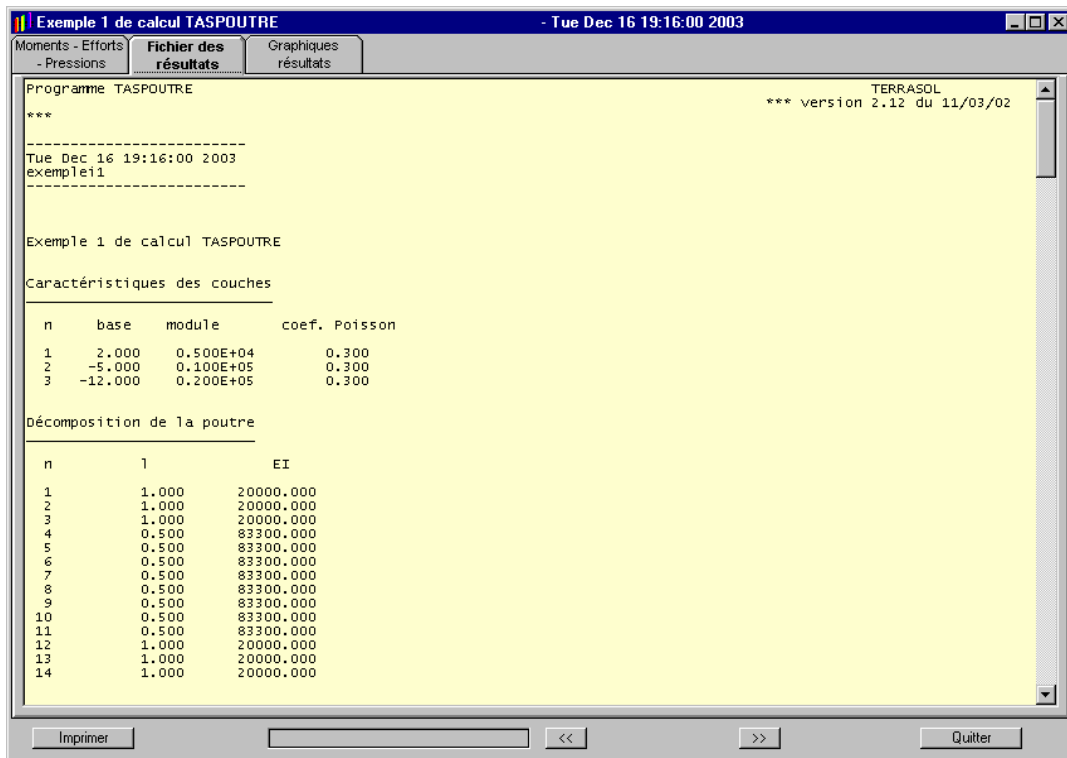 Exemple 1 de calcul TASPOUTRE - Tue Dec 16 19:16:00 2003
Moments - Efforts
- Pressions
Fichier des
résultats
Graphiques
résultats
Programme TASPOUTRE TERRASOL
*** version 2.12 du 11/03/02
***
-------------------------
Tue Dec 16 19:16:00 2003
exemplei1
-------------------------
Exemple 1 de calcul TASPOUTRE
Caractéristiques des couches
n base module coef. Poisson
1 2.000 0.500E+04 0.300
2 -5.000 0.100E+05 0.300
3 -12.000 0.200E+05 0.300
Décomposition de la poutre
n l EI
1 1.000 20000.000
2 1.000 20000.000
3 1.000 20000.000
4 0.500 83300.000
5 0.500 83300.000
6 0.500 83300.000
7 0.500 83300.000
8 0.500 83300.000
9 0.500 83300.000
10 0.500 83300.000
11 0.500 83300.000
12 1.000 20000.000
13 1.000 20000.000
14 1.000 20000.000
Imprimer << >> Quitter